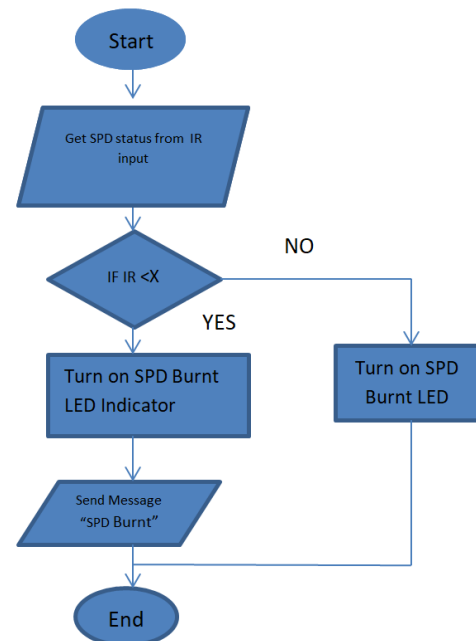 Start
Get SPD status from IR
input
IF IR <X
NO
YES
Turn on SPD Burnt
LED Indicator
Turn on SPD
Burnt LED
Send Message
“SPD Burnt”
End